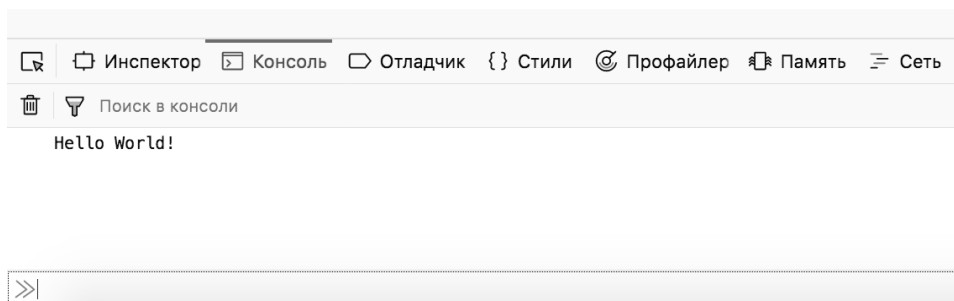 Инспектор Консоль Отладчик {} Стили Профайлер Память Сеть
Поиск в консоли
Hello World!
>>